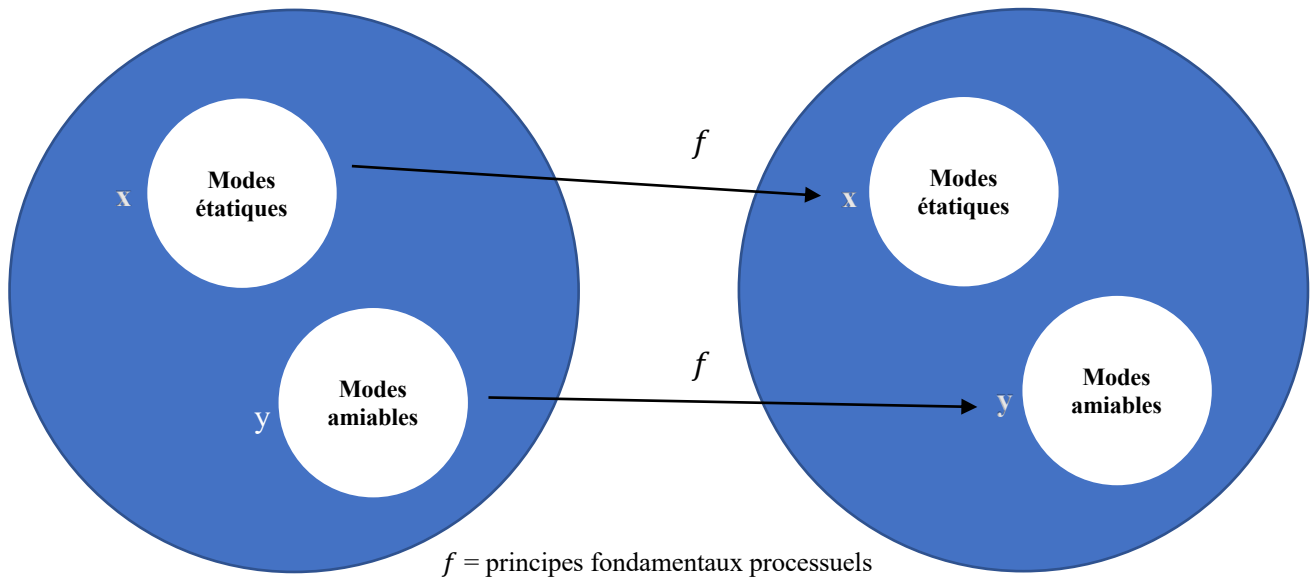 f
x
Modes
étatiques
x
Modes
étatiques
f
y
Modes
amiables
y
Modes
amiables
f = principes fondamentaux processuels